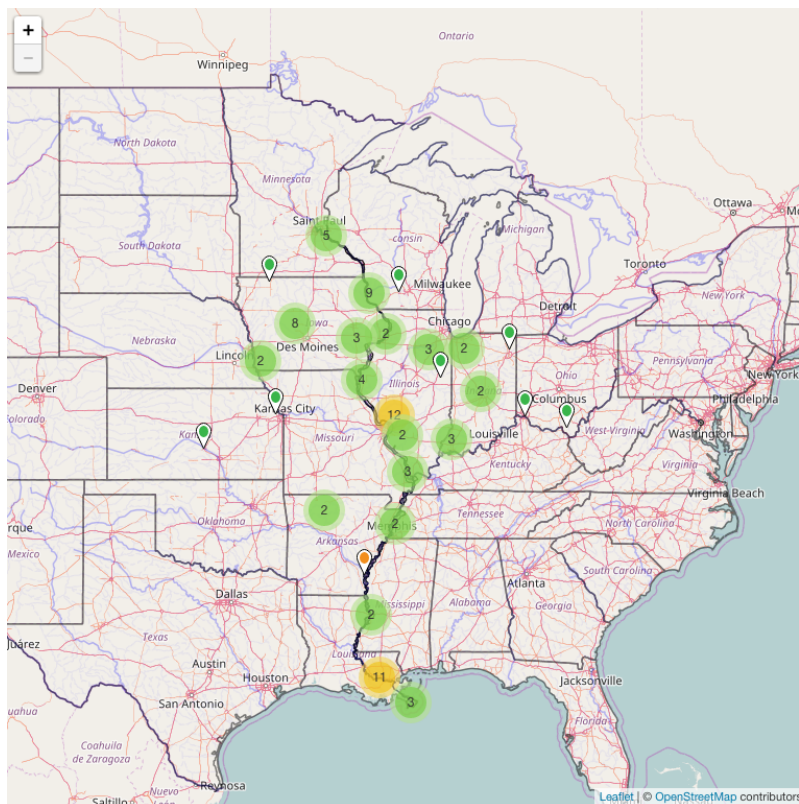 +
−
Ontario
Winnipeg
North Dakota
Minnesota
Ottawa
Saint Paul
5
consin
Michigan
South Dakota
Toronto
Milwaukee
9
New York
Detroit
Chicago
8
2
3
Des Moines
3
2
Nebraska
Lincoln
2
Pennsylvania
New York
Ohio
Illinois
4
2
Denver
Columbus
Philadelphia
Kansas City
12
Colorado
2
3
Louisville
West Virginia
Washington
Missouri
Kentucky
Virginia
3
Virginia Beach
2
Tennessee
Oklahoma
Memphis
2
North Carolina
rque
Arkansas
Mexico
South Carolina
Atlanta
Dallas
Mississippi
Alabama
Georgia
2
Juárez
Texas
Louisiana
Austin
Houston
11
Jacksonville
San Antonio
3
Florida
Coahuila
de Zaragoza
Reynosa
Nuevo
Saltillo
Leaflet | © OpenStreetMap contributors